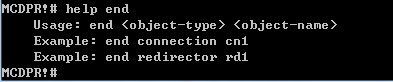 MCDPR!# help end
Usage: end <object-type> <object-name>
Example: end connection cn1
Example: end redirector rd1
MCDPR!#